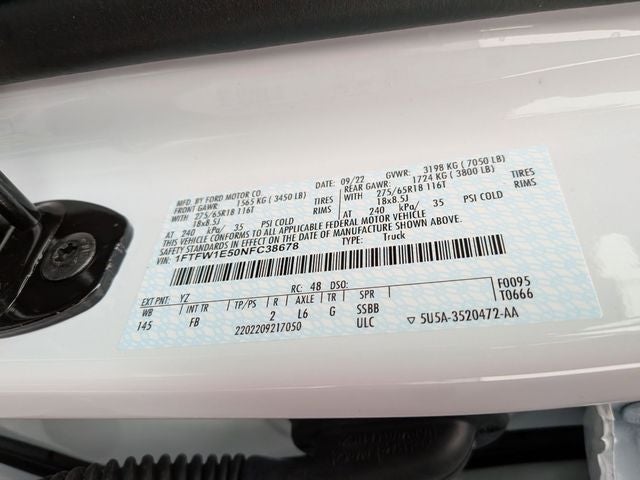 MFD. BY FORD MOTOR CO. DATE: 09/22 GVWR: 3198 KG ( 7050 LB)
FRONT GAWR: 1565 KG ( 3450 LB) REAR GAWR: 1724 KG ( 3800 LB)
WITH 275/65R18 116T TIRES WITH 275/65R18 116T TIRES
18x8.5J RIMS 18x8.5J RIMS
AT 240 kPa/ 35 PSI COLD AT 240 kPa/ 35 PSI COLD
THIS VEHICLE CONFORMS TO ALL APPLICABLE FEDERAL MOTOR VEHICLE
SAFETY STANDARDS IN EFFECT ON THE DATE OF MANUFACTURE SHOWN ABOVE.
VIN: 1FTFW1E50NFC38678 TYPE: Truck
F0095
T0666
EXT PNT: YZ RC: 48 DSO:
WB INT TR TP/PS R AXLE TR SPR
145 FB 2 L6 G SSBB
2202209217050 ULC ▽ 5U5A-3520472-AA